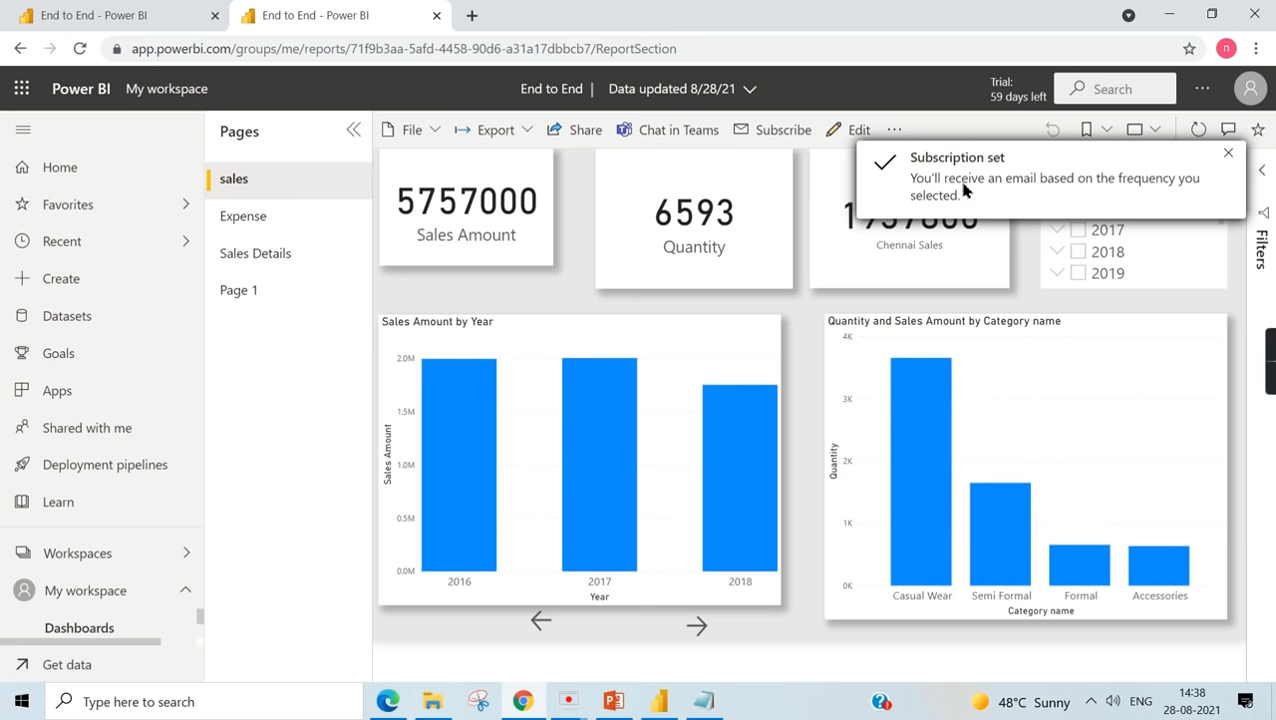 End to End - Power BI
End to End - Power BI
app.powerbi.com/groups/me/reports/71f9b3aa-5afd-4458-90d6-a31a17dbbcb7/ReportSection
n
Power BI My workspace
End to End | Data updated 8/28/21
Trial:
59 days left
Search
Pages
File
Export
Share
Chat in Teams
Subscribe
Edit
Home
Favorites
Recent
Create
Datasets
Goals
Apps
Shared with me
Deployment pipelines
Learn
Workspaces
My workspace
Dashboards
Get data
sales
Expense
Sales Details
Page 1
5757000
Sales Amount
6593
Quantity
Chennai Sales
Subscription set
You'll receive an email based on the frequency you
selected.
2017
2018
2019
Filters
Sales Amount by Year
Sales Amount
2.0M
1.5M
1.0M
0.5M
0.0M
2016 2017 2018
Year
Quantity and Sales Amount by Category name
Quantity
4K
3K
2K
1K
0K
Casual Wear Semi Formal Formal Accessories
Category name
Type here to search
48°C Sunny
ENG
14:38
28-08-2021